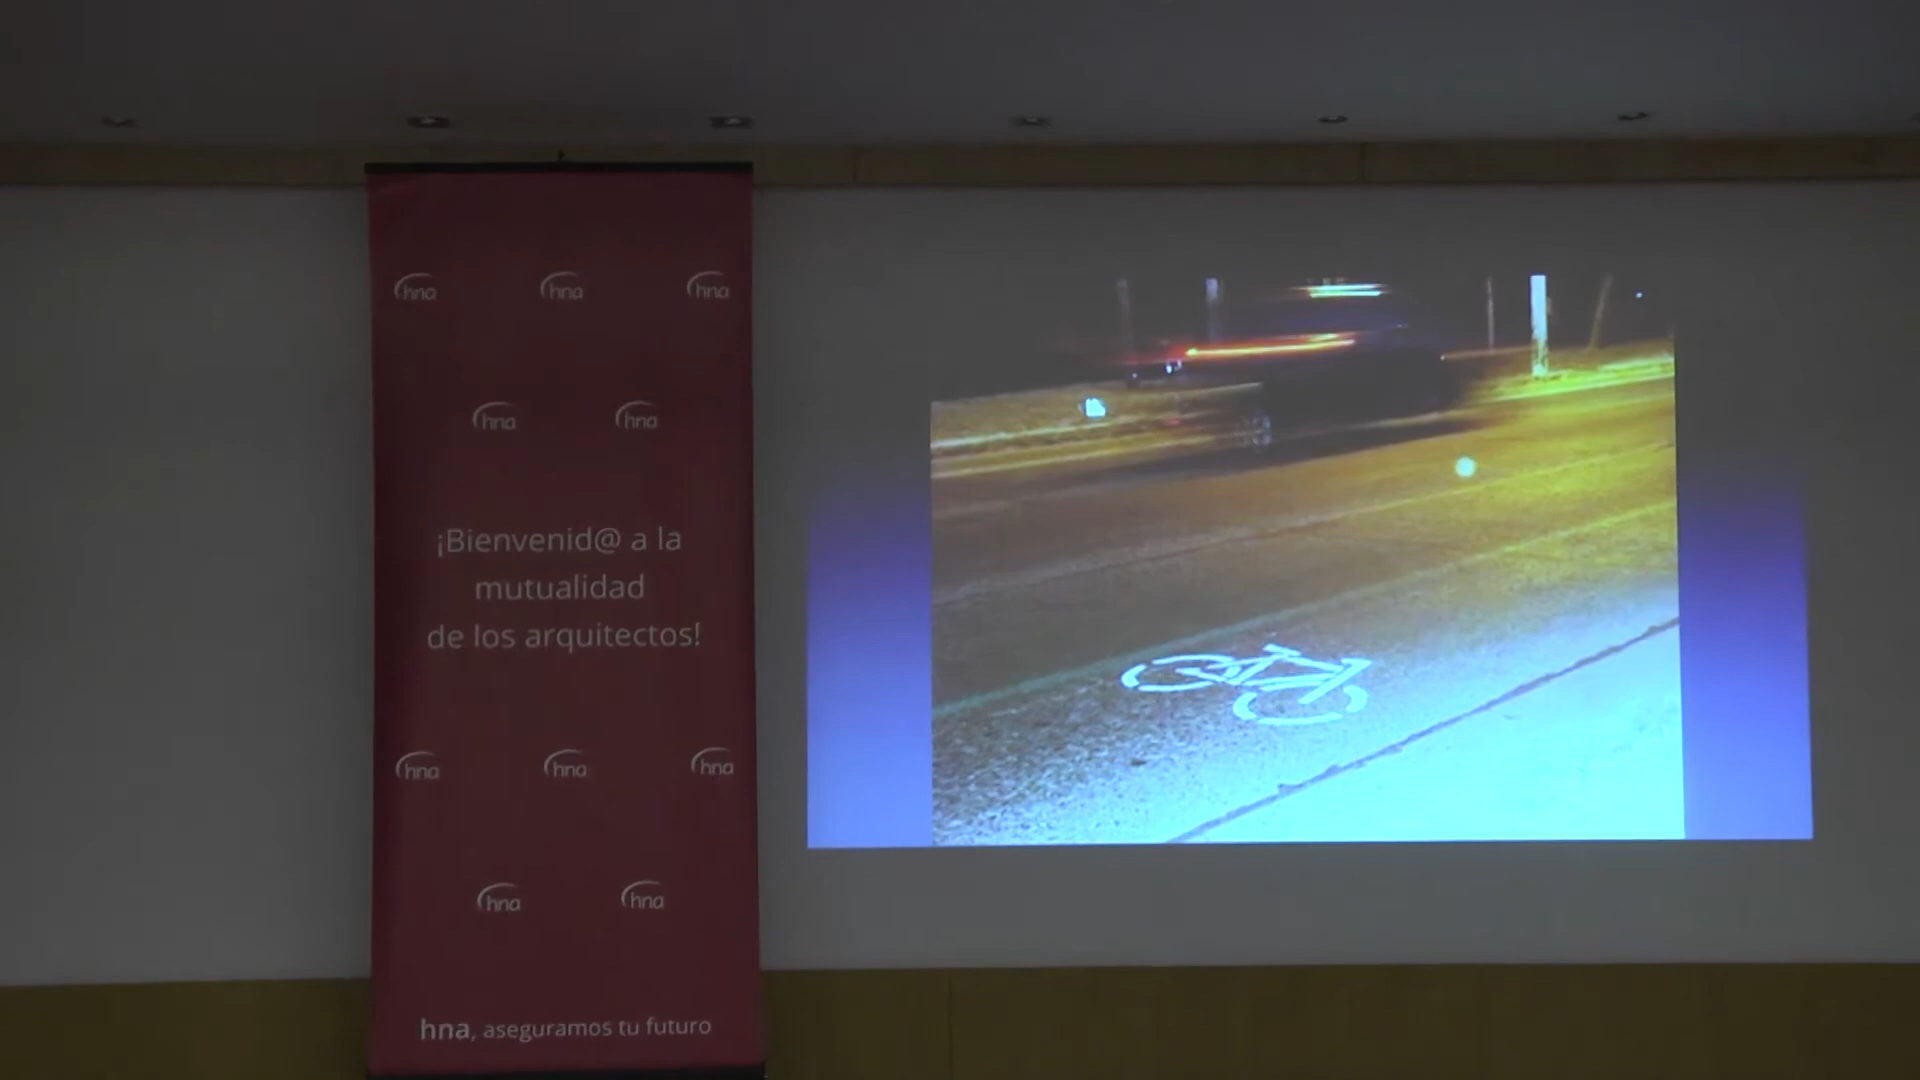 hna hna hna
hna hna
¡Bienvenid@ a la
mutualidad
de los arquitectos!
hna hna hna
hna hna
hna, aseguramos tu futuro